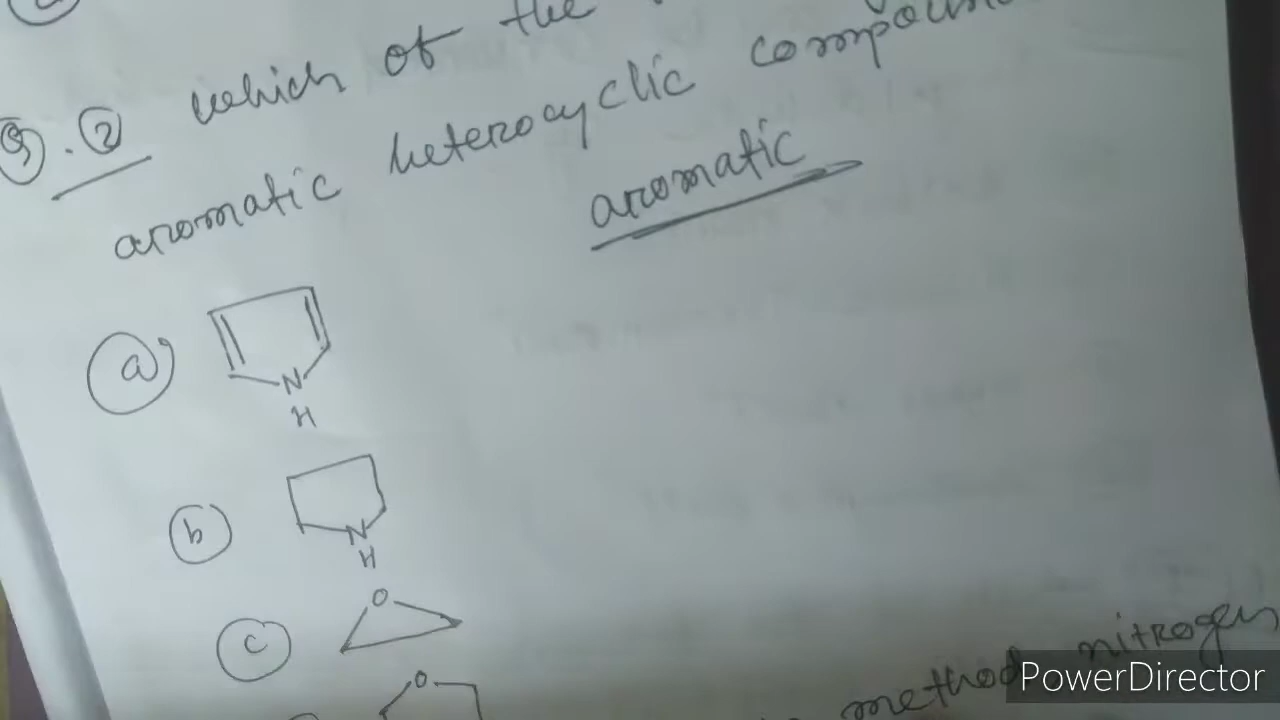 Q. 2 which of the
aromatic heterocyclic compoun
aromatic
a
N
H
b
N
H
c
O
O
method, nitrogen
PowerDirector